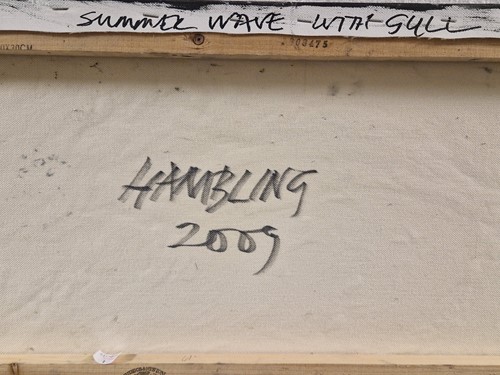 SUMMER WAVE - WITH GULL
HAMBLING
2009